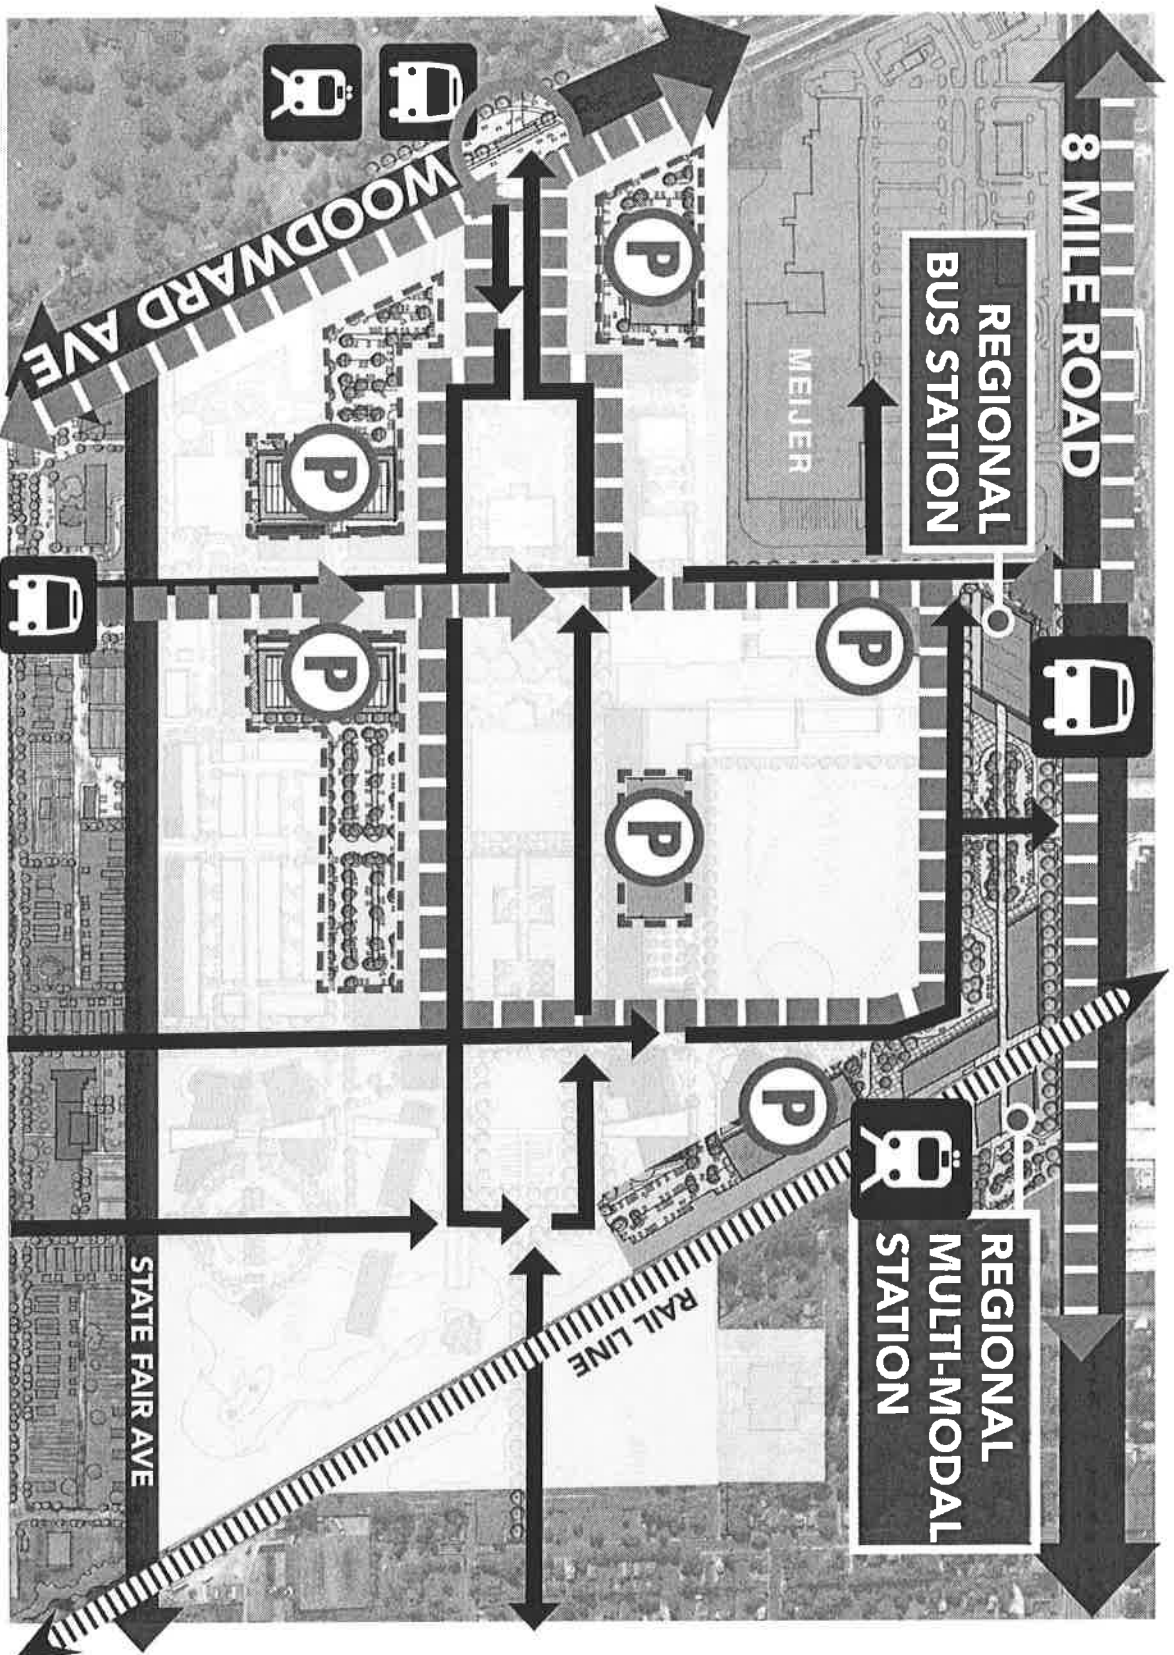 8 MILE ROAD
REGIONAL
BUS STATION
MEIJER
P
P
P
P
P
P
WOODWARD AVE
REGIONAL
MULTI-MODAL
STATION
RAIL LINE
STATE FAIR AVE